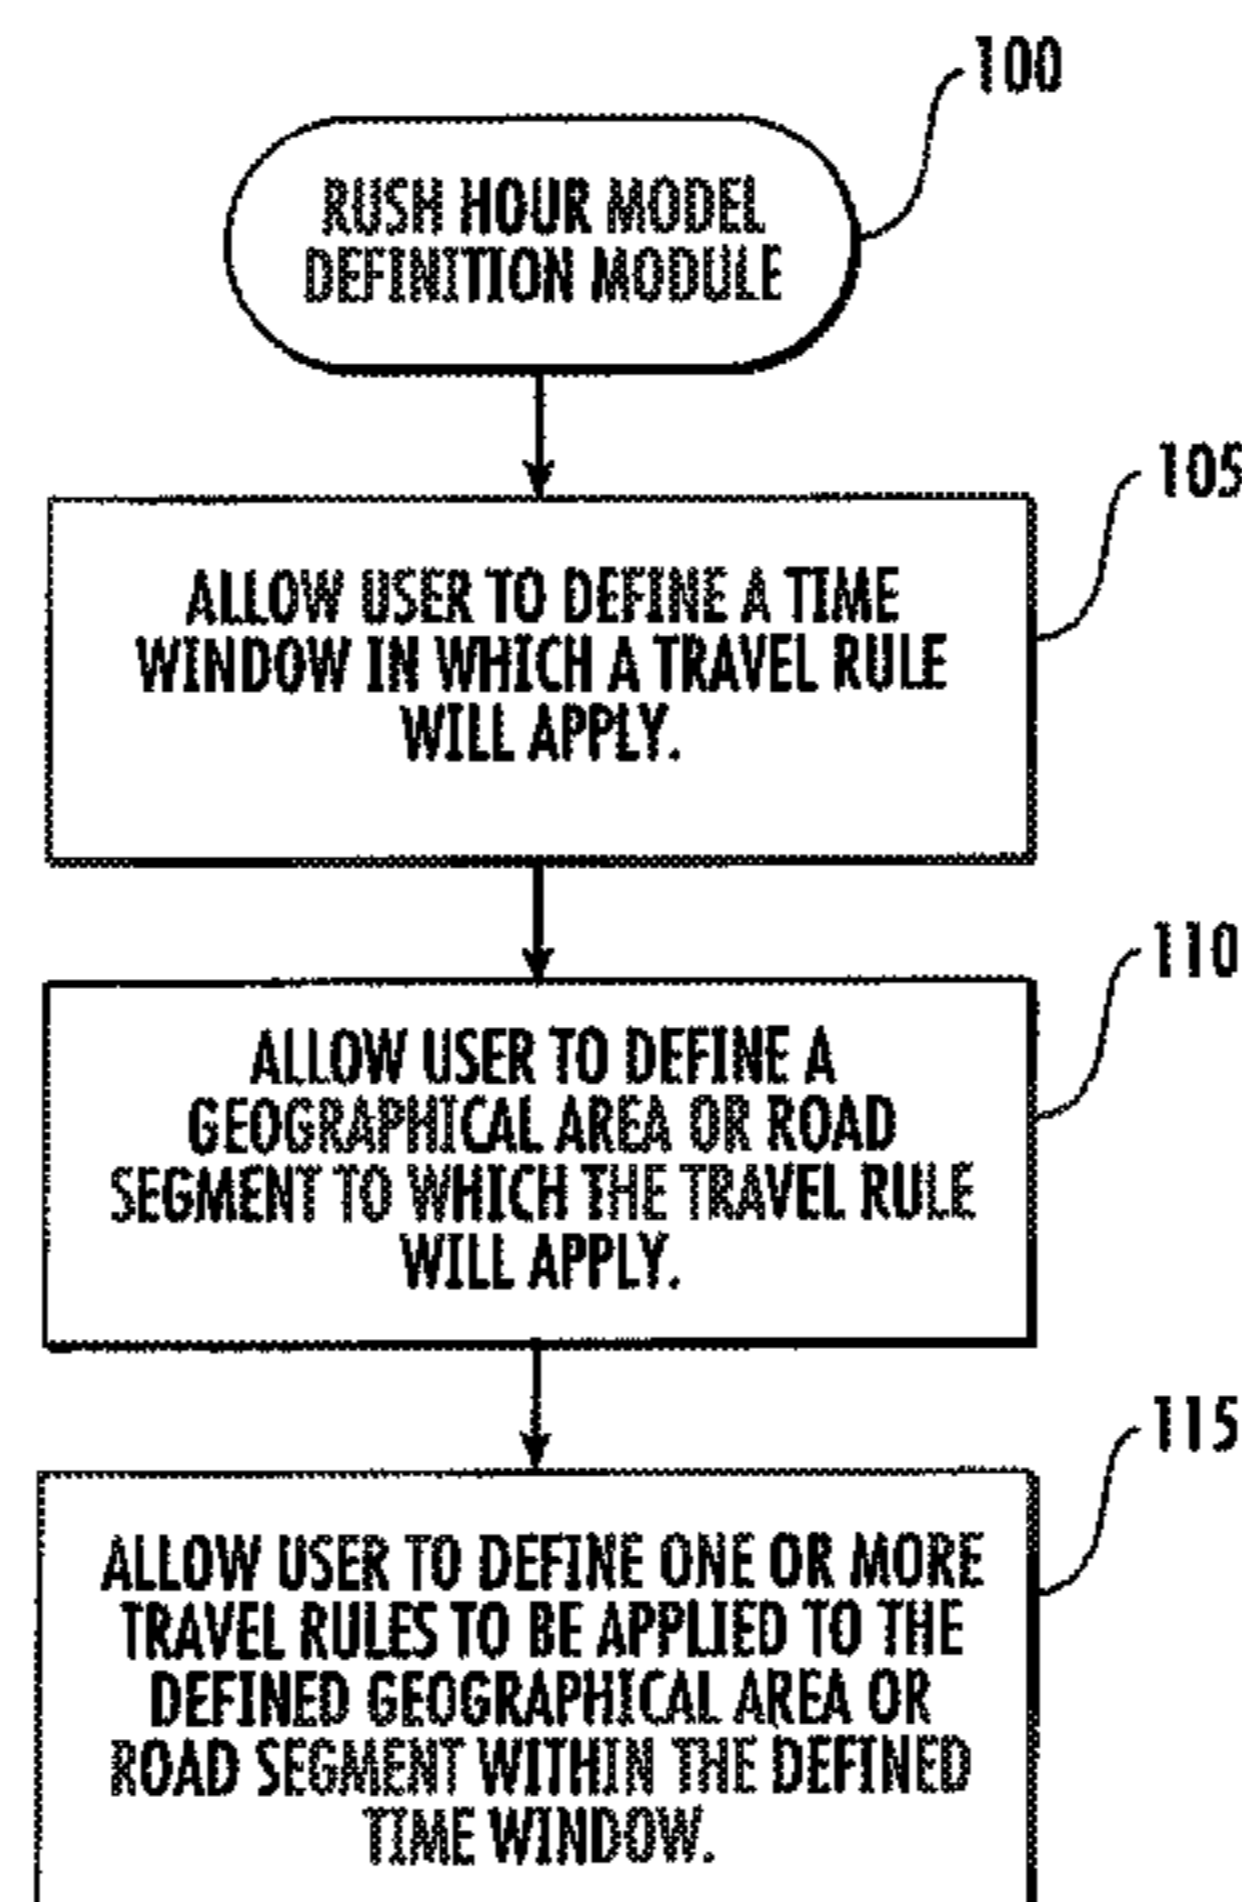 100
RUSH HOUR MODEL
DEFINITION MODULE
105
ALLOW USER TO DEFINE A TIME
WINDOW IN WHICH A TRAVEL RULE
WILL APPLY.
110
ALLOW USER TO DEFINE A
GEOGRAPHICAL AREA OR ROAD
SEGMENT TO WHICH THE TRAVEL RULE
WILL APPLY.
115
ALLOW USER TO DEFINE ONE OR MORE
TRAVEL RULES TO BE APPLIED TO THE
DEFINED GEOGRAPHICAL AREA OR
ROAD SEGMENT WITHIN THE DEFINED
TIME WINDOW.